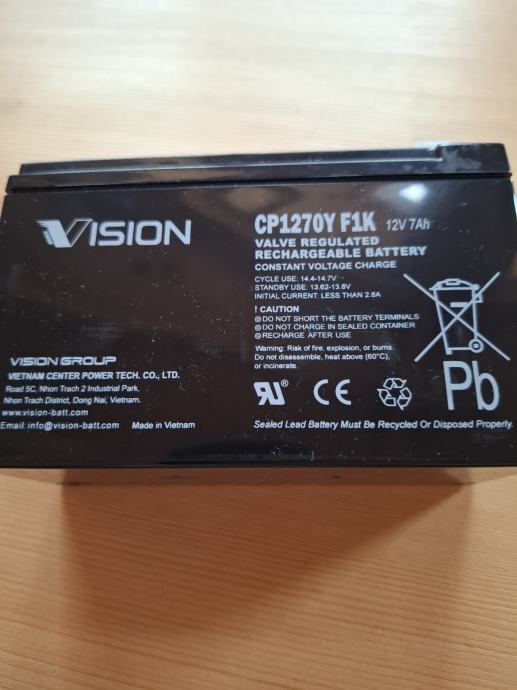 VISION
CP1270Y F1K 12V 7Ah
VALVE REGULATED
RECHARGEABLE BATTERY
CONSTANT VOLTAGE CHARGE
CYCLE USE: 14.4-14.7V
STANDBY USE: 13.62-13.8V
INITIAL CURRENT: LESS THAN 2.8A
! CAUTION
DO NOT SHORT THE BATTERY TERMINALS
DO NOT CHARGE IN SEALED CONTAINER
RECHARGE AFTER USE
Warning: Risk of fire, explosion, or burns.
Do not disassemble, heat above (60°C),
or incinerate.
VISION GROUP
VIETNAM CENTER POWER TECH. CO., LTD.
Road 5C, Nhon Trach 2 Industrial Park,
Nhon Trach District, Dong Nai, Vietnam.
www.vision-batt.com
Email: info@vision-batt.com Made in Vietnam
RU® CE Pb
Sealed Lead Battery Must Be Recycled Or Disposed Properly.